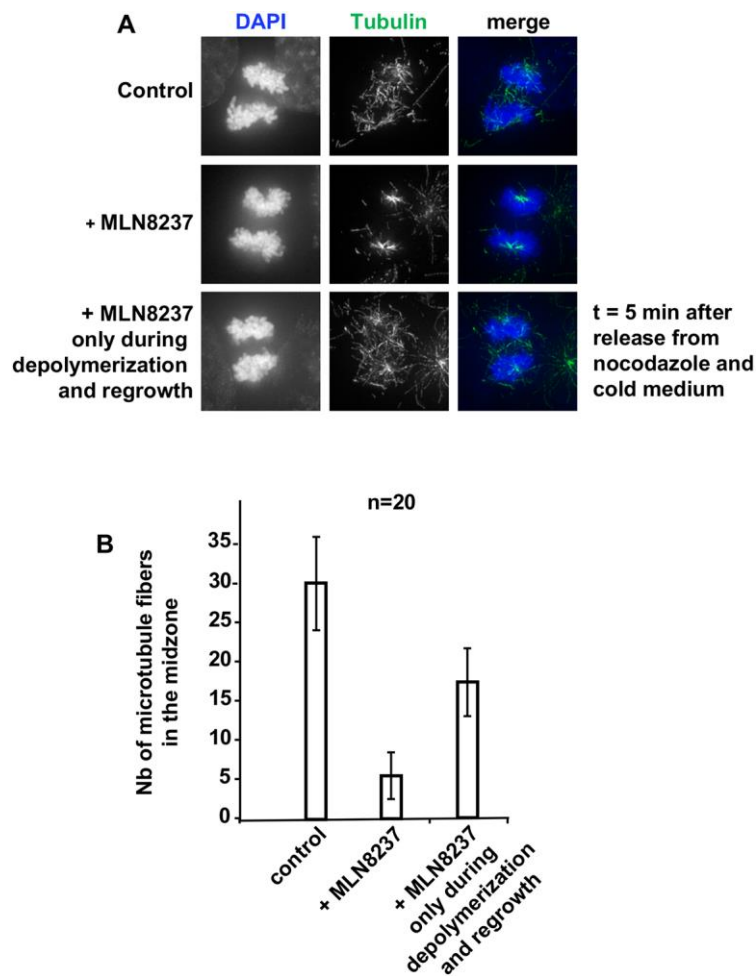 A
DAPI
Tubulin
merge
Control
+ MLN8237
+ MLN8237
only during
depolymerization
and regrowth
t = 5 min after
release from
nocodazole and
cold medium
B
n=20
Nb of microtubule fibers
in the midzone
35
30
25
20
15
10
5
0
control
+ MLN8237
+ MLN8237
only during
depolymerization
and regrowth